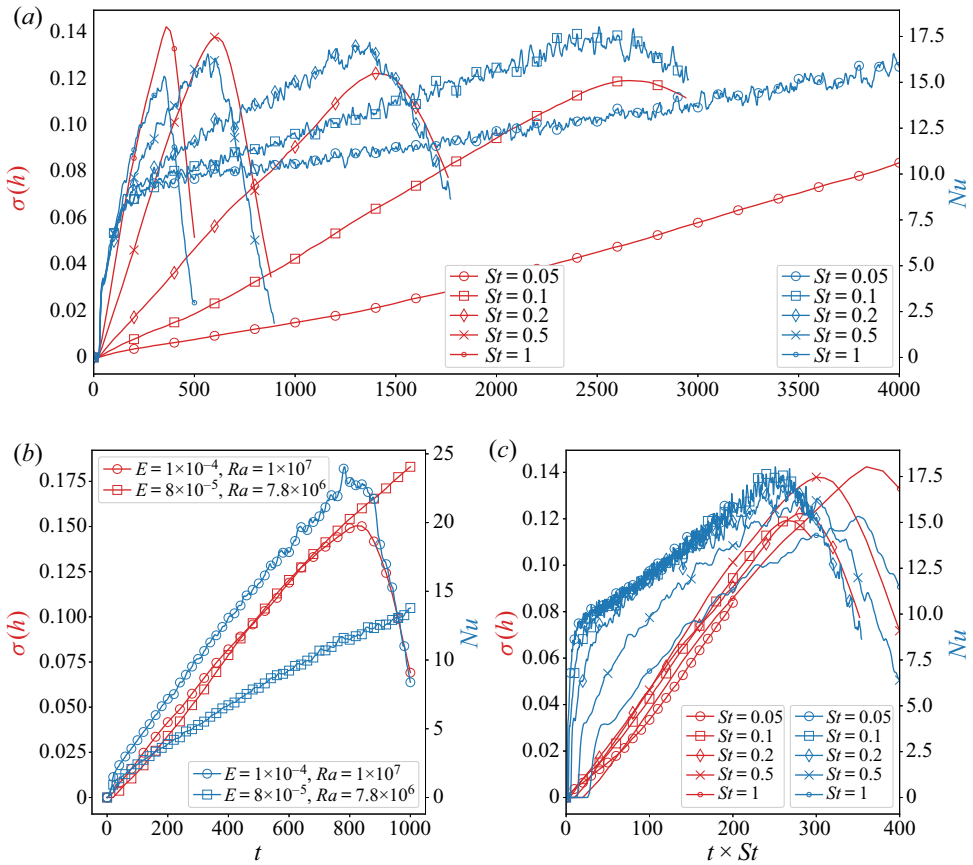 (a)
0.14
0.12
0.10
0.08
0.06
0.04
0.02
0
σ(h)
17.5
15.0
12.5
10.0
7.5
5.0
2.5
0
Nu
St = 0.05
St = 0.1
St = 0.2
St = 0.5
St = 1
St = 0.05
St = 0.1
St = 0.2
St = 0.5
St = 1
0 500 1000 1500 2000 2500 3000 3500 4000
(b)
0.175
0.150
0.125
0.100
0.075
0.050
0.025
0.000
σ(h)
E = 1×10⁻⁴, Ra = 1×10⁷
E = 8×10⁻⁵, Ra = 7.8×10⁶
25
20
15
10
5
0
Nu
E = 1×10⁻⁴, Ra = 1×10⁷
E = 8×10⁻⁵, Ra = 7.8×10⁶
0 200 400 600 800 1000
t
(c)
0.14
0.12
0.10
0.08
0.06
0.04
0.02
0
σ(h)
17.5
15.0
12.5
10.0
7.5
5.0
2.5
0
Nu
St = 0.05
St = 0.1
St = 0.2
St = 0.5
St = 1
St = 0.05
St = 0.1
St = 0.2
St = 0.5
St = 1
0 100 200 300 400
t × St